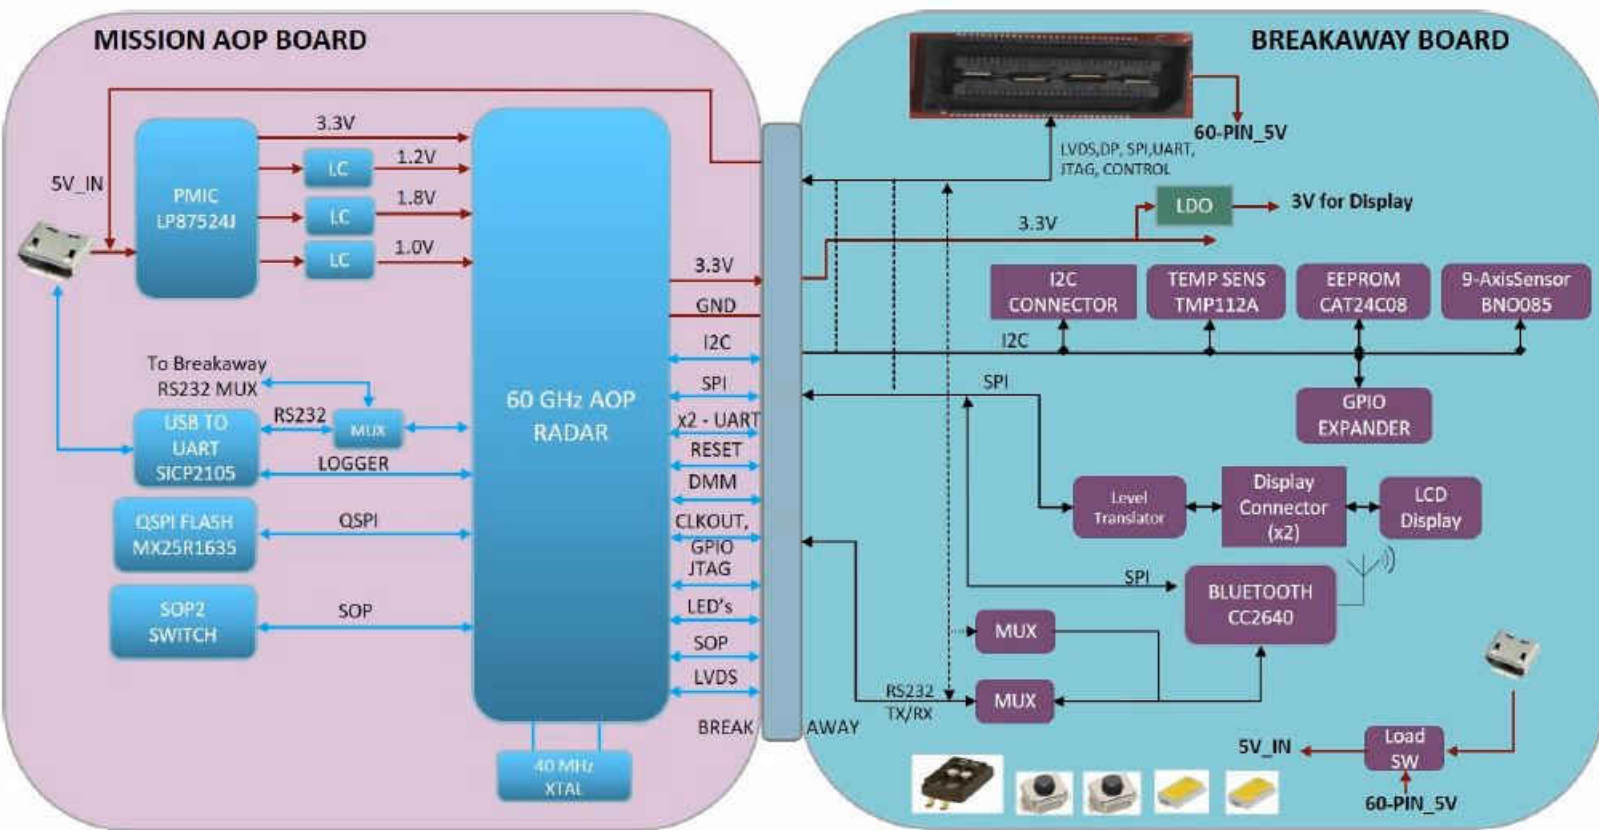 MISSION AOP BOARD
BREAKAWAY BOARD
60-PIN_5V
LVDS,DP, SPI,UART,
JTAG, CONTROL
5V_IN
PMIC
LP87524J
3.3V
LC
1.2V
LC
1.8V
LC
1.0V
60 GHz AOP
RADAR
To Breakaway
RS232 MUX
USB TO
UART
SICP2105
RS232
MUX
LOGGER
QSPI FLASH
MX25R1635
QSPI
SOP2
SWITCH
SOP
40 MHz
XTAL
3.3V
GND
I2C
SPI
x2 - UART
RESET
DMM
CLKOUT,
GPIO
JTAG
LED's
SOP
LVDS
BREAK
AWAY
3.3V
LDO
3V for Display
I2C
CONNECTOR
TEMP SENS
TMP112A
EEPROM
CAT24C08
9-AxisSensor
BNO085
I2C
GPIO
EXPANDER
SPI
Level
Translator
Display
Connector
(x2)
LCD
Display
SPI
BLUETOOTH
CC2640
MUX
RS232
TX/RX
MUX
5V_IN
Load
SW
60-PIN_5V